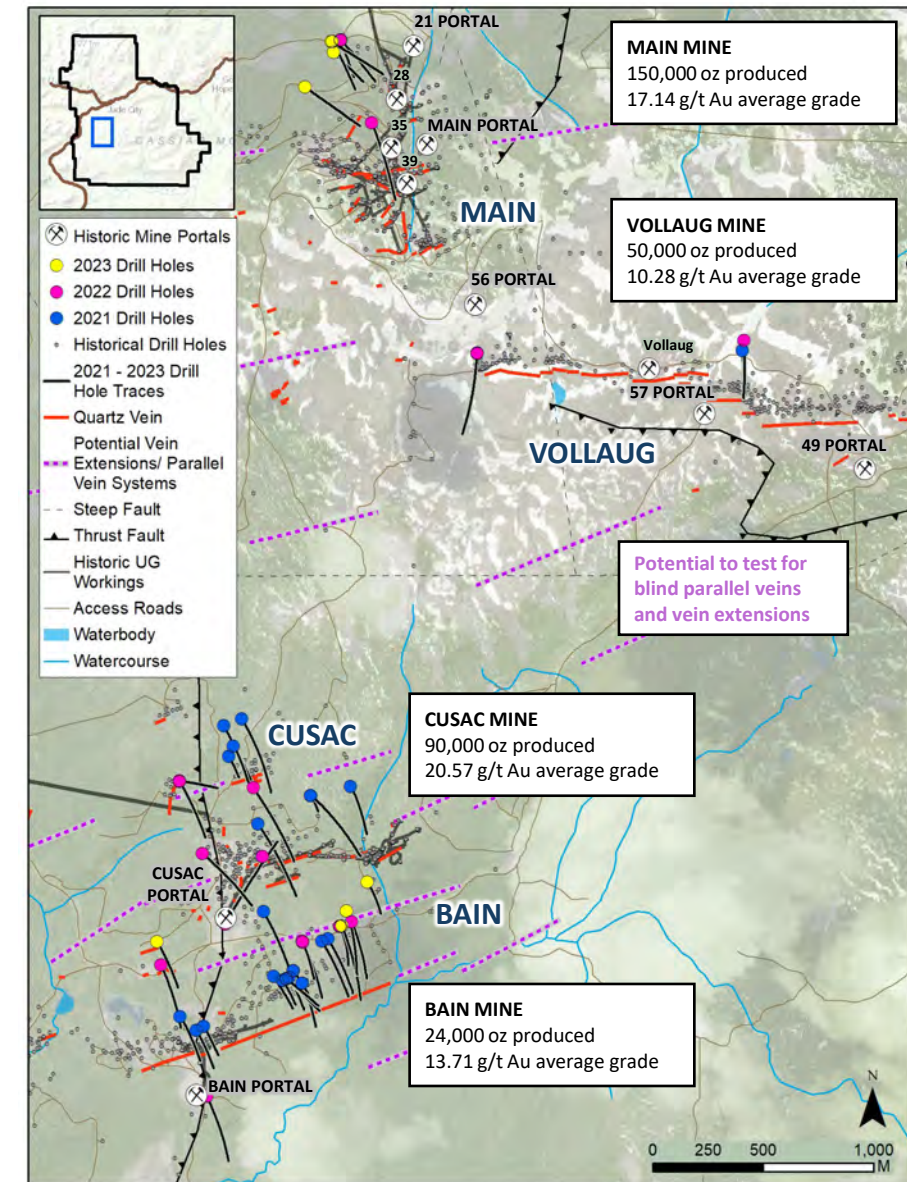 21 PORTAL
28
35
MAIN PORTAL
39
MAIN
56 PORTAL
Vollaug
57 PORTAL
VOLLAUG
49 PORTAL
MAIN MINE
150,000 oz produced
17.14 g/t Au average grade
VOLLAUG MINE
50,000 oz produced
10.28 g/t Au average grade
Historic Mine Portals
2023 Drill Holes
2022 Drill Holes
2021 Drill Holes
Historical Drill Holes
2021 - 2023 Drill
Hole Traces
Quartz Vein
Potential Vein
Extensions/ Parallel
Vein Systems
Steep Fault
Thrust Fault
Historic UG
Workings
Access Roads
Waterbody
Watercourse
Potential to test for
blind parallel veins
and vein extensions
CUSAC
CUSAC MINE
90,000 oz produced
20.57 g/t Au average grade
CUSAC
PORTAL
BAIN
BAIN MINE
24,000 oz produced
13.71 g/t Au average grade
BAIN PORTAL
N
0 250 500 1,000
M